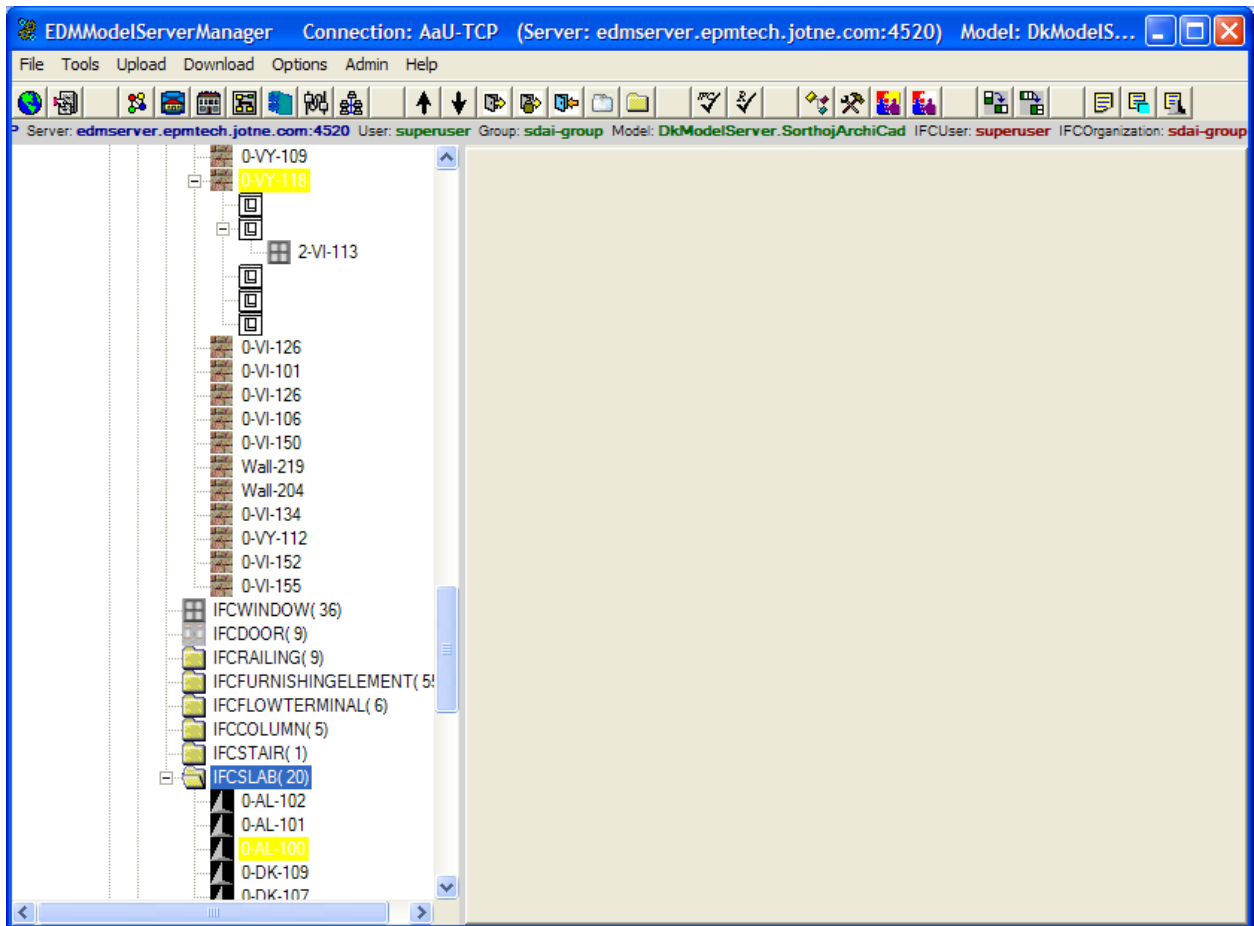 EDMModelServerManager Connection: AaU-TCP (Server: edmserver.epmtech.jotne.com:4520) Model: DkModelS...
File Tools Upload Download Options Admin Help
P Server: edmserver.epmtech.jotne.com:4520 User: superuser Group: sdai-group Model: DkModelServer.SorthojArchiCad IFCUser: superuser IFCOrganization: sdai-group
0-VY-109
0-VY-118
2-VI-113
0-VI-126
0-VI-101
0-VI-126
0-VI-106
0-VI-150
Wall-219
Wall-204
0-VI-134
0-VY-112
0-VI-152
0-VI-155
IFCWINDOW( 36)
IFCDOOR( 9)
IFCRAILING( 9)
IFCFURNISHINGELEMENT( 5
IFCFLOWTERMINAL( 6)
IFCCOLUMN( 5)
IFCSTAIR( 1)
IFCSLAB( 20)
0-AL-102
0-AL-101
0-AL-100
0-DK-109
0-DK-107